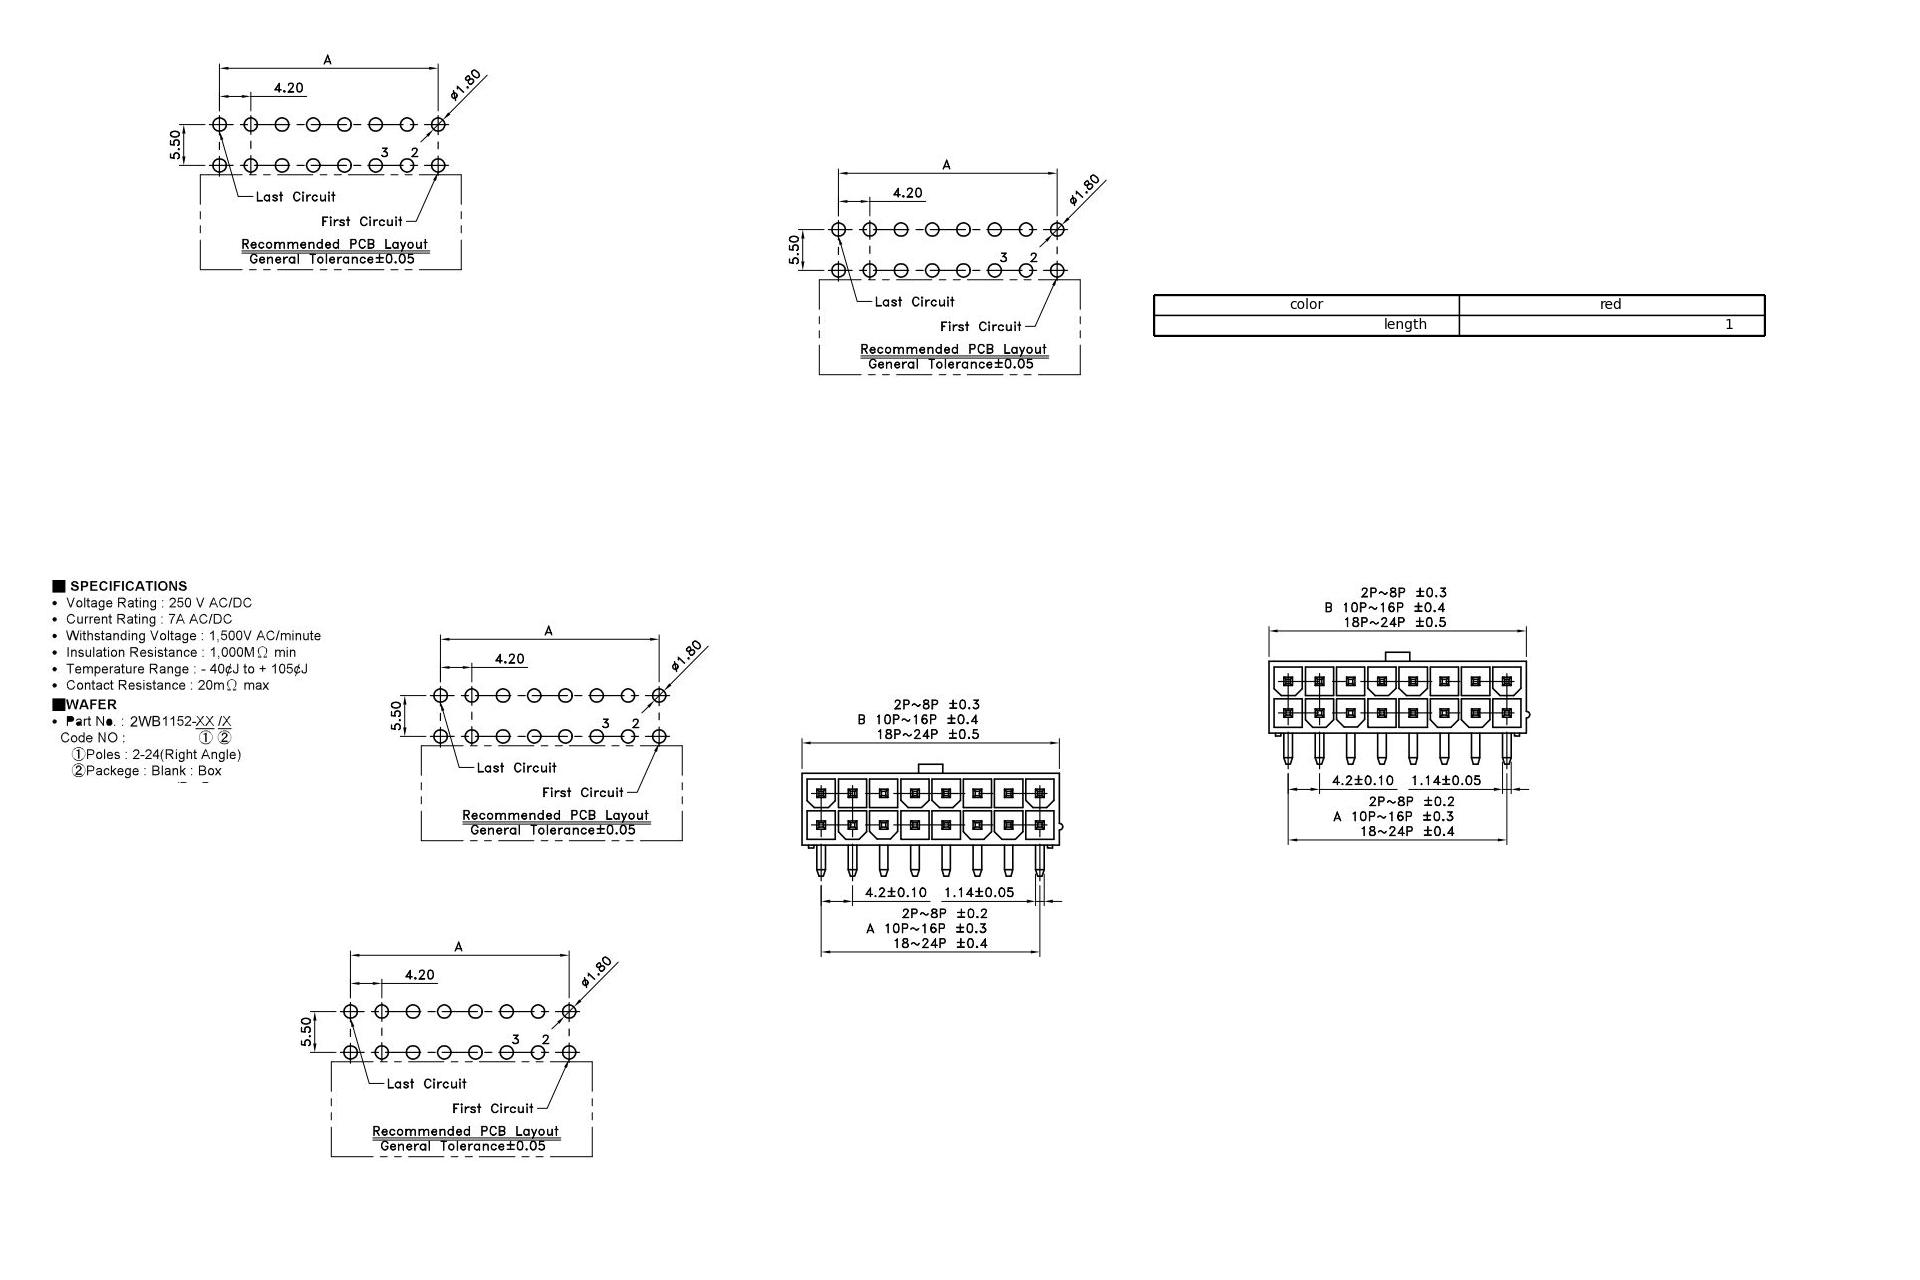 A
4.20
ø1.80
5.50
3 2
Last Circuit
First Circuit
Recommended PCB Layout
General Tolerance±0.05
A
4.20
ø1.80
5.50
3 2
Last Circuit
First Circuit
Recommended PCB Layout
General Tolerance±0.05
color red
length 1
■ SPECIFICATIONS
• Voltage Rating : 250 V AC/DC
• Current Rating : 7A AC/DC
• Withstanding Voltage : 1,500V AC/minute
• Insulation Resistance : 1,000MΩ min
• Temperature Range : - 40¢J to + 105¢J
• Contact Resistance : 20mΩ max
■WAFER
• Part No. : 2WB1152-XX /X
Code NO : ① ②
①Poles : 2-24(Right Angle)
②Packege : Blank : Box
A
4.20
ø1.80
5.50
3 2
Last Circuit
First Circuit
Recommended PCB Layout
General Tolerance±0.05
2P~8P ±0.3
B 10P~16P ±0.4
18P~24P ±0.5
4.2±0.10 1.14±0.05
2P~8P ±0.2
A 10P~16P ±0.3
18~24P ±0.4
2P~8P ±0.3
B 10P~16P ±0.4
18P~24P ±0.5
4.2±0.10 1.14±0.05
2P~8P ±0.2
A 10P~16P ±0.3
18~24P ±0.4
A
4.20
ø1.80
5.50
3 2
Last Circuit
First Circuit
Recommended PCB Layout
General Tolerance±0.05